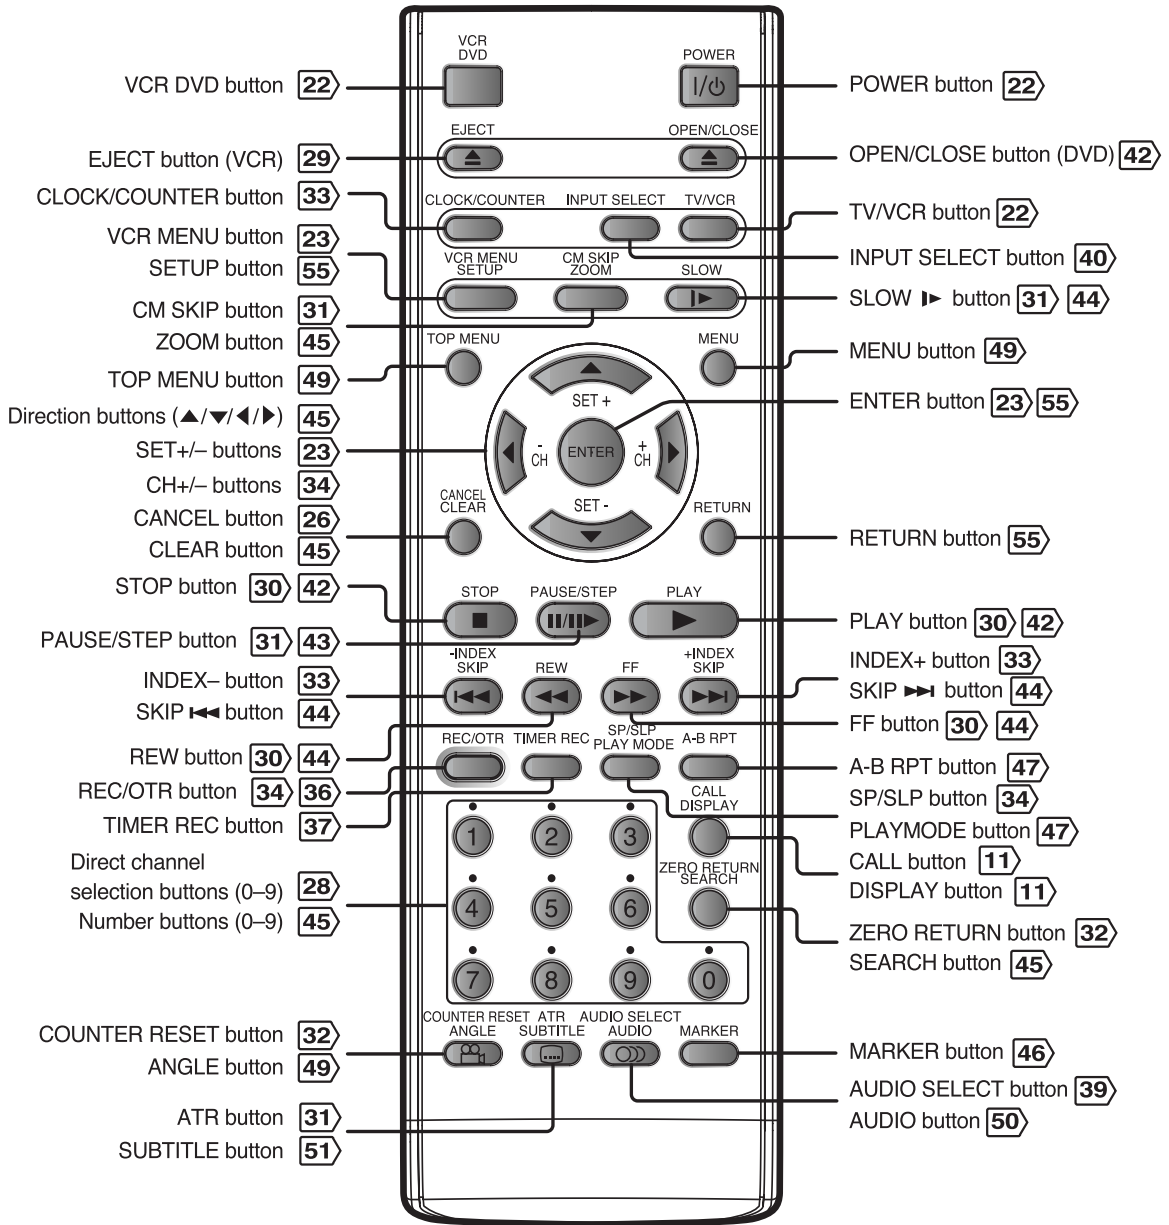 VCR
DVD
POWER
I/
VCR DVD button 22
POWER button 22
EJECT
OPEN/CLOSE
EJECT button (VCR) 29
OPEN/CLOSE button (DVD) 42
CLOCK/COUNTER button 33
CLOCK/COUNTER
INPUT SELECT
TV/VCR
TV/VCR button 22
VCR MENU button 23
SETUP button 55
INPUT SELECT button 40
VCR MENU
SETUP
CM SKIP
ZOOM
SLOW
SLOW button 31 44
CM SKIP button 31
ZOOM button 45
TOP MENU
MENU
MENU button 49
TOP MENU button 49
SET +
ENTER button 23 55
Direction buttons (▲/▼/◀/▶) 45
SET+/– buttons 23
-
CH
ENTER
+
CH
CH+/– buttons 34
CANCEL
CLEAR
SET -
RETURN
CANCEL button 26
CLEAR button 45
RETURN button 55
STOP button 30 42
STOP
PAUSE/STEP
PLAY
PLAY button 30 42
PAUSE/STEP button 31 43
-INDEX
SKIP
REW
FF
+INDEX
SKIP
INDEX+ button 33
INDEX– button 33
SKIP ▶▶I button 44
SKIP I◀◀ button 44
FF button 30 44
REC/OTR
TIMER REC
SP/SLP
PLAY MODE
A-B RPT
REW button 30 44
A-B RPT button 47
REC/OTR button 34 36
SP/SLP button 34
TIMER REC button 37
CALL
DISPLAY
PLAYMODE button 47
1
2
3
CALL button 11
Direct channel
selection buttons (0–9) 28
Number buttons (0–9) 45
ZERO RETURN
SEARCH
DISPLAY button 11
4
5
6
ZERO RETURN button 32
SEARCH button 45
7
8
9
0
COUNTER RESET
ANGLE
ATR
SUBTITLE
AUDIO SELECT
AUDIO
MARKER
COUNTER RESET button 32
ANGLE button 49
MARKER button 46
AUDIO SELECT button 39
ATR button 31
AUDIO button 50
SUBTITLE button 51